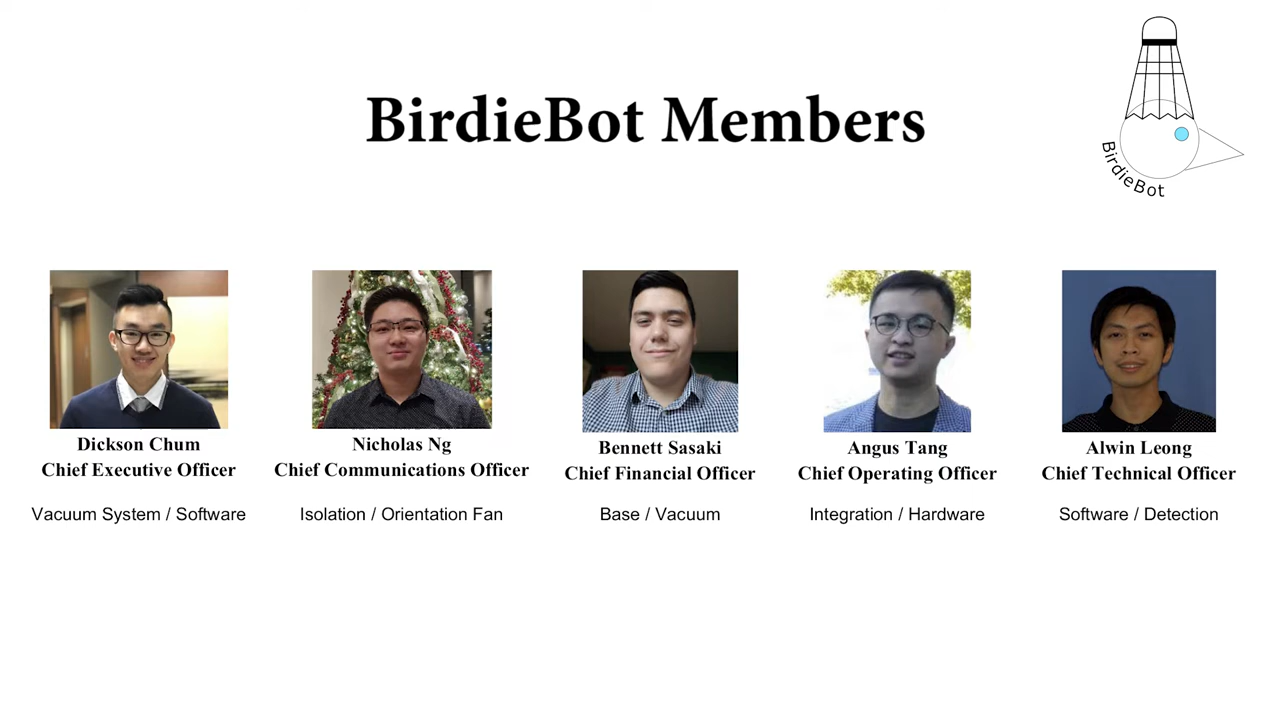 BirdieBot Members
BirdieBot
Dickson Chum
Chief Executive Officer
Vacuum System / Software
Nicholas Ng
Chief Communications Officer
Isolation / Orientation Fan
Bennett Sasaki
Chief Financial Officer
Base / Vacuum
Angus Tang
Chief Operating Officer
Integration / Hardware
Alwin Leong
Chief Technical Officer
Software / Detection